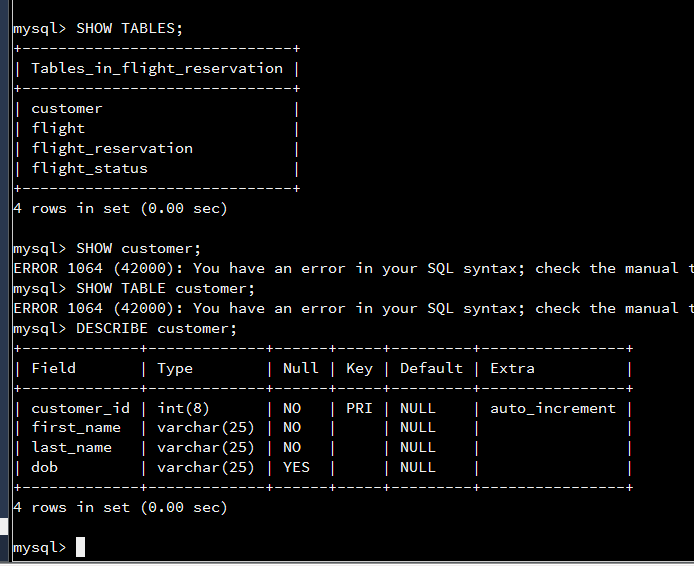 mysql> SHOW TABLES;
+------------------------------+
| Tables_in_flight_reservation |
+------------------------------+
| customer                     |
| flight                       |
| flight_reservation           |
| flight_status                |
+------------------------------+
4 rows in set (0.00 sec)
mysql> SHOW customer;
ERROR 1064 (42000): You have an error in your SQL syntax; check the manual t
mysql> SHOW TABLE customer;
ERROR 1064 (42000): You have an error in your SQL syntax; check the manual t
mysql> DESCRIBE customer;
+-------------+-------------+------+-----+---------+----------------+
| Field       | Type        | Null | Key | Default | Extra          |
+-------------+-------------+------+-----+---------+----------------+
| customer_id | int(8)      | NO   | PRI | NULL    | auto_increment |
| first_name  | varchar(25) | NO   |     | NULL    |                |
| last_name   | varchar(25) | NO   |     | NULL    |                |
| dob         | varchar(25) | YES  |     | NULL    |                |
+-------------+-------------+------+-----+---------+----------------+
4 rows in set (0.00 sec)
mysql>